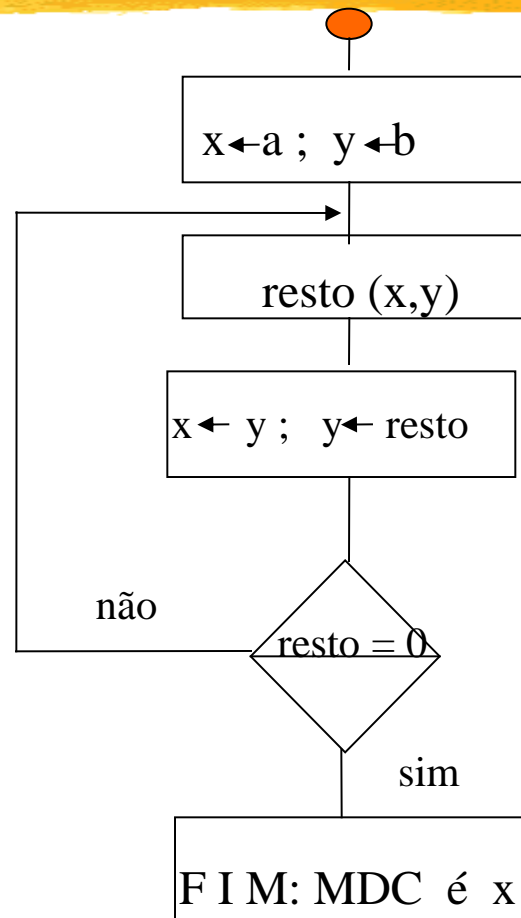 x←a ; y←b
resto (x,y)
x← y ; y← resto
não
resto = 0
sim
F I M: MDC é x